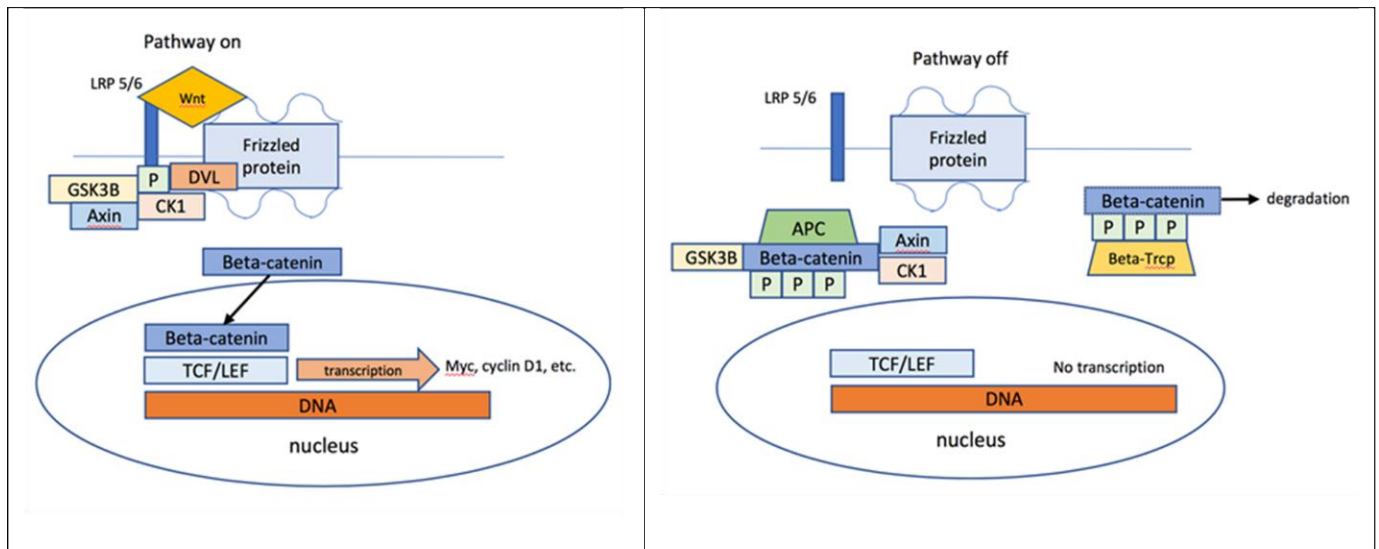 Pathway on
LRP 5/6
Wnt
Frizzled
protein
P
DVL
GSK3B
CK1
Axin
Beta-catenin
Beta-catenin
TCF/LEF
transcription
Myc, cyclin D1, etc.
DNA
nucleus
Pathway off
LRP 5/6
Frizzled
protein
Beta-catenin
degradation
P P P
Beta-Trcp
APC
Axin
GSK3B
Beta-catenin
CK1
P P P
TCF/LEF
No transcription
DNA
nucleus